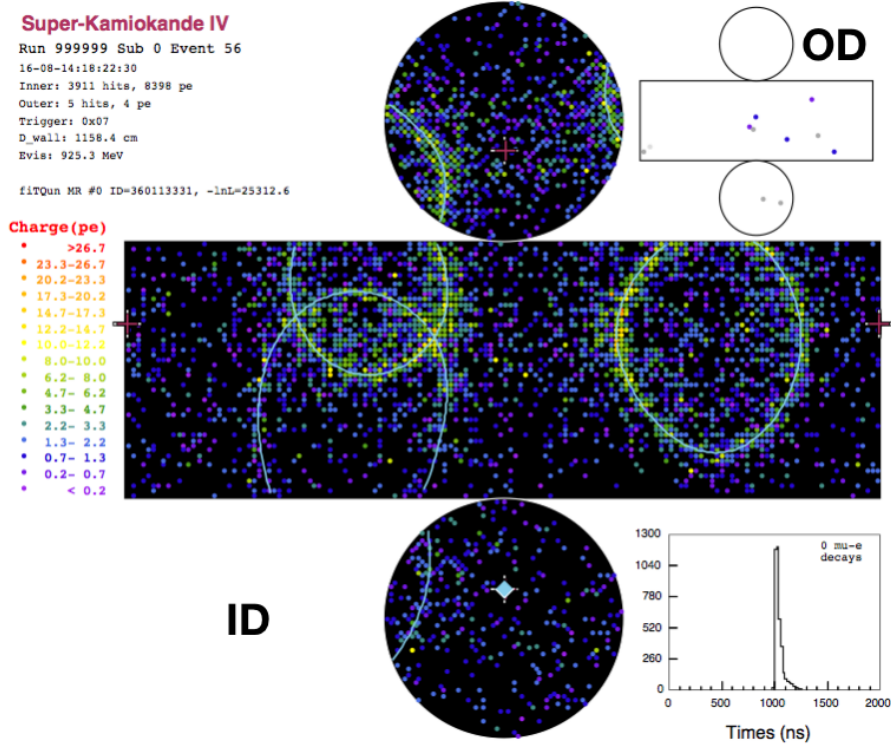 Super-Kamiokande IV
Run 999999 Sub 0 Event 56
16-08-14:18:22:30
Inner: 3911 hits, 8398 pe
Outer: 5 hits, 4 pe
Trigger: 0x07
D_wall: 1158.4 cm
Evis: 925.3 MeV
fiTQun MR #0 ID=360113331, -lnL=25312.6
OD
Charge(pe)
>26.7
23.3-26.7
20.2-23.3
17.3-20.2
14.7-17.3
12.2-14.7
10.0-12.2
8.0-10.0
6.2- 8.0
4.7- 6.2
3.3- 4.7
2.2- 3.3
1.3- 2.2
0.7- 1.3
0.2- 0.7
< 0.2
ID
0 mu-e
decays
1300
1040
780
520
260
0
0 500 1000 1500 2000
Times (ns)